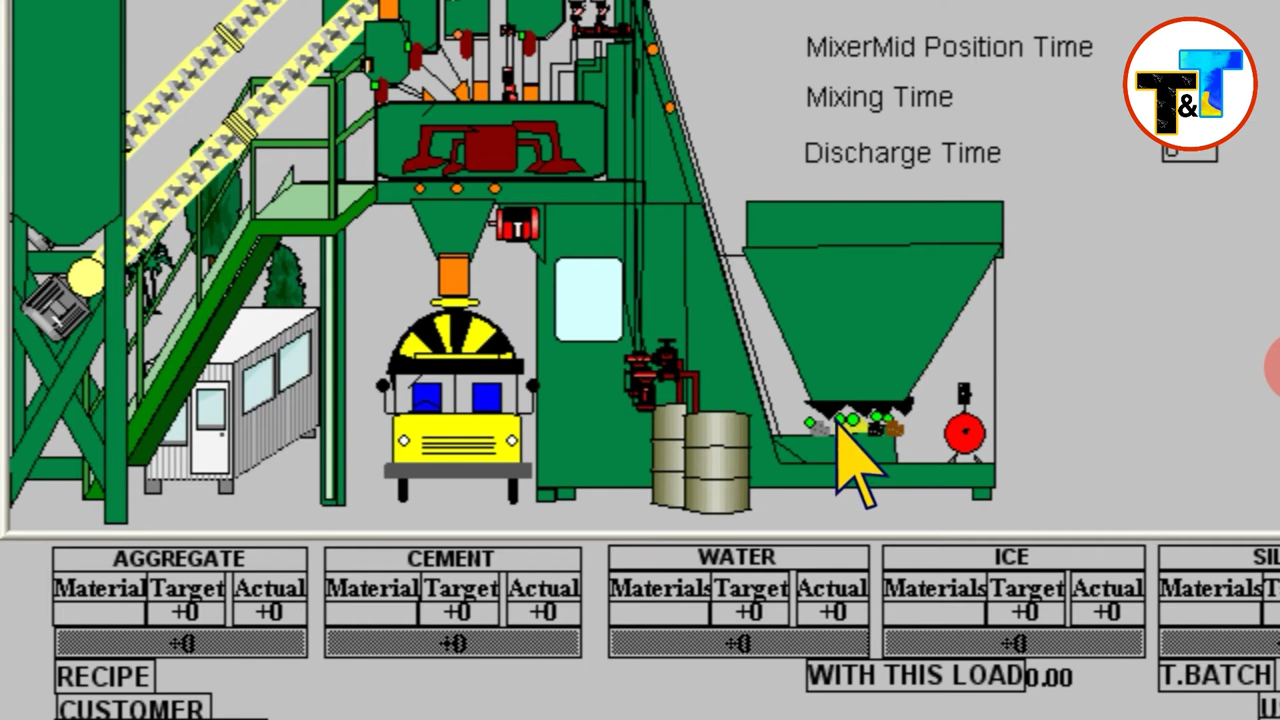 MixerMid Position Time
Mixing Time
Discharge Time
T&T
AGGREGATE CEMENT WATER ICE
Material Target Actual Material Target Actual Materials Target Actual Materials Target Actual Materials
+0 +0 +0 +0 +0 +0 +0 +0
+0 +0 +0 +0
RECIPE WITH THIS LOAD 0.00 T.BATCH
CUSTOMER